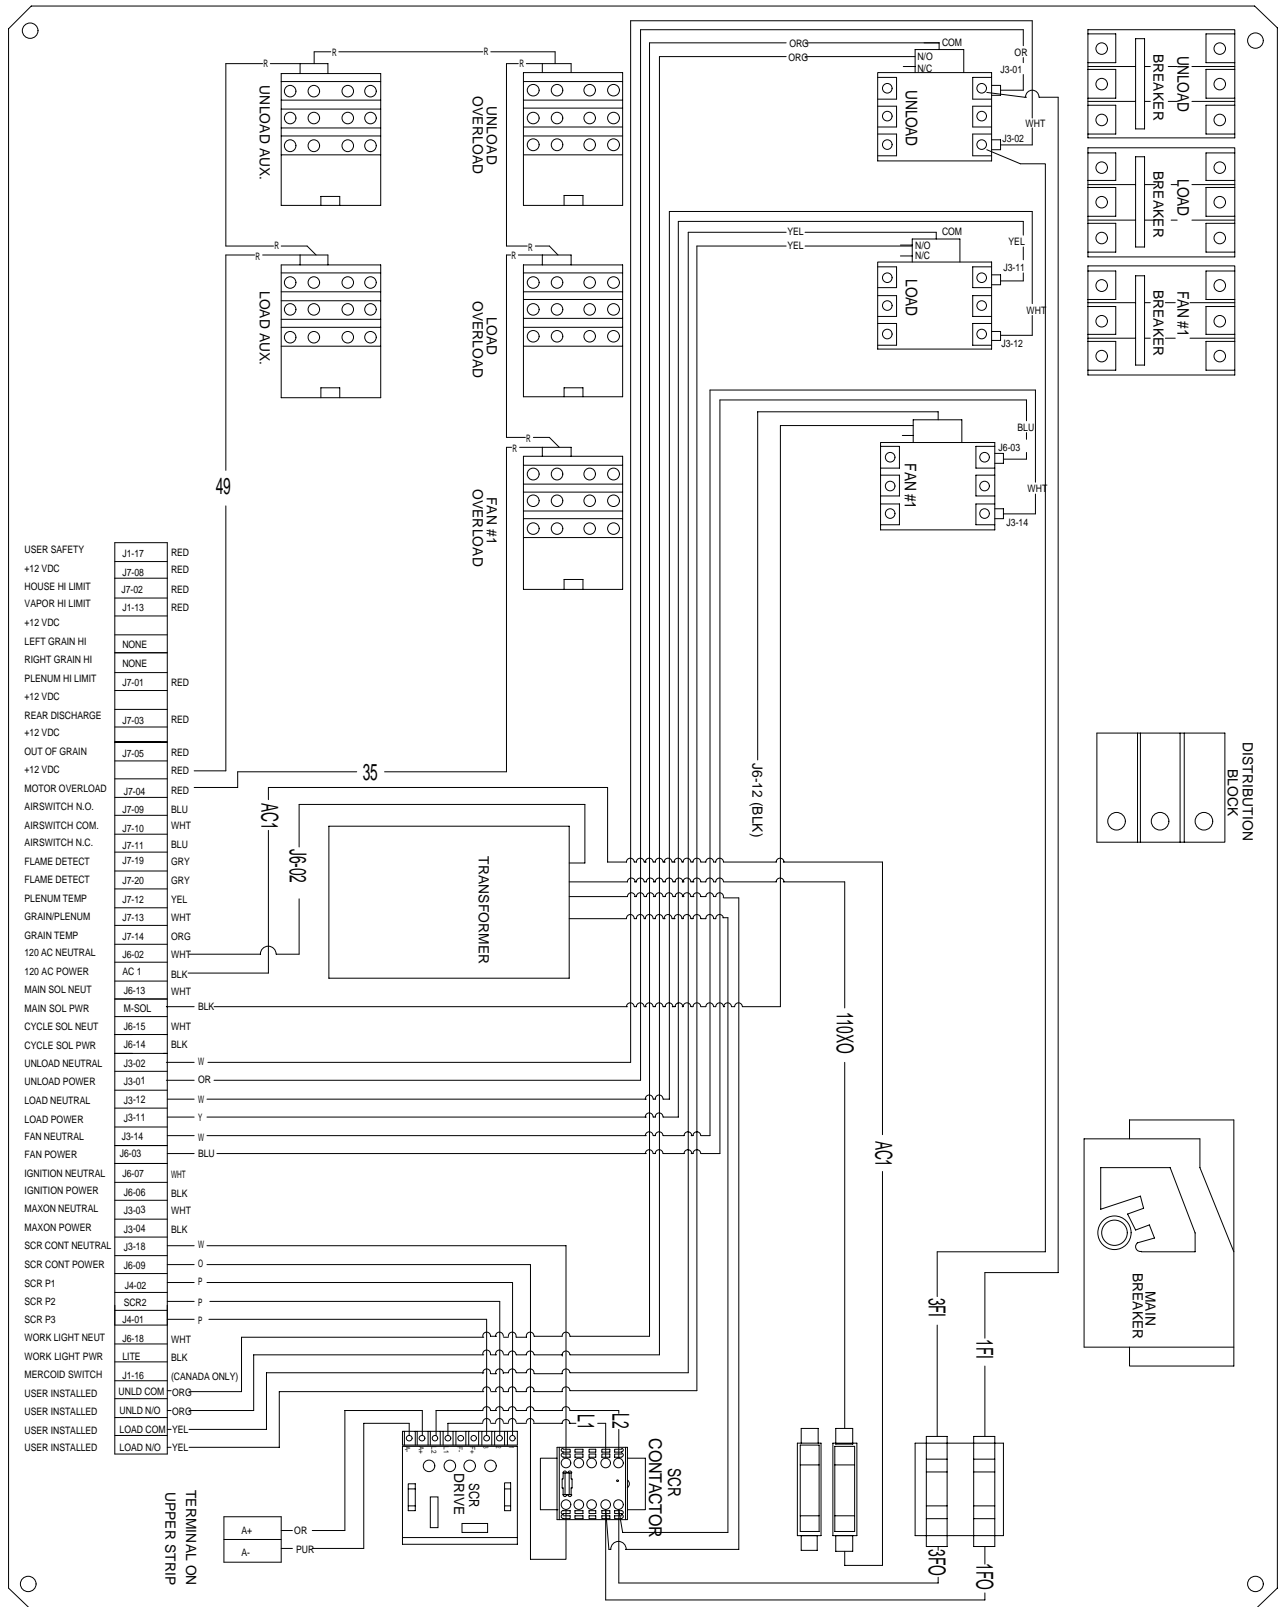 R
R
R
R
UNLOAD AUX.
UNLOAD
OVERLOAD
ORG
ORG
COM
N/O
N/C
OR
J3-01
WHT
J3-02
UNLOAD
UNLOAD
BREAKER
LOAD
BREAKER
FAN #1
BREAKER
R
R
R
R
LOAD AUX.
LOAD
OVERLOAD
YEL
YEL
COM
N/O
N/C
YEL
J3-11
WHT
J3-12
LOAD
R
R
FAN #1
OVERLOAD
BLU
J6-03
WHT
J3-14
FAN #1
49
35
AC1
J6-02
J6-12 (BLK)
TRANSFORMER
DISTRIBUTION
BLOCK
USER SAFETY J1-17 RED
+12 VDC J7-08 RED
HOUSE HI LIMIT J7-02 RED
VAPOR HI LIMIT J1-13 RED
+12 VDC
LEFT GRAIN HI NONE
RIGHT GRAIN HI NONE
PLENUM HI LIMIT J7-01 RED
+12 VDC
REAR DISCHARGE J7-03 RED
+12 VDC
OUT OF GRAIN J7-05 RED
+12 VDC RED
MOTOR OVERLOAD J7-04 RED
AIRSWITCH N.O. J7-09 BLU
AIRSWITCH COM. J7-10 WHT
AIRSWITCH N.C. J7-11 BLU
FLAME DETECT J7-19 GRY
FLAME DETECT J7-20 GRY
PLENUM TEMP J7-12 YEL
GRAIN/PLENUM J7-13 WHT
GRAIN TEMP J7-14 ORG
120 AC NEUTRAL J6-02 WHT
120 AC POWER AC 1 BLK
MAIN SOL NEUT J6-13 WHT
MAIN SOL PWR M-SOL BLK
CYCLE SOL NEUT J6-15 WHT
CYCLE SOL PWR J6-14 BLK
UNLOAD NEUTRAL J3-02 W
UNLOAD POWER J3-01 OR
LOAD NEUTRAL J3-12 W
LOAD POWER J3-11 Y
FAN NEUTRAL J3-14 W
FAN POWER J6-03 BLU
IGNITION NEUTRAL J6-07 WHT
IGNITION POWER J6-06 BLK
MAXON NEUTRAL J3-03 WHT
MAXON POWER J3-04 BLK
SCR CONT NEUTRAL J3-18 W
SCR CONT POWER J6-09 O
SCR P1 J4-02 P
SCR P2 SCR2 P
SCR P3 J4-01 P
WORK LIGHT NEUT J6-18 WHT
WORK LIGHT PWR LITE BLK
MERCOID SWITCH J1-16 (CANADA ONLY)
USER INSTALLED UNLD COM ORG
USER INSTALLED UNLD N/O ORG
USER INSTALLED LOAD COM YEL
USER INSTALLED LOAD N/O YEL
110XO
AC1
3FI
1FI
MAIN
BREAKER
L1
L2
SCR
CONTACTOR
SCR
DRIVE
A-
A+
L2
L1
F-
F+
3
2
1
3FO
1FO
TERMINAL ON
UPPER STRIP
A+ OR
A- PUR